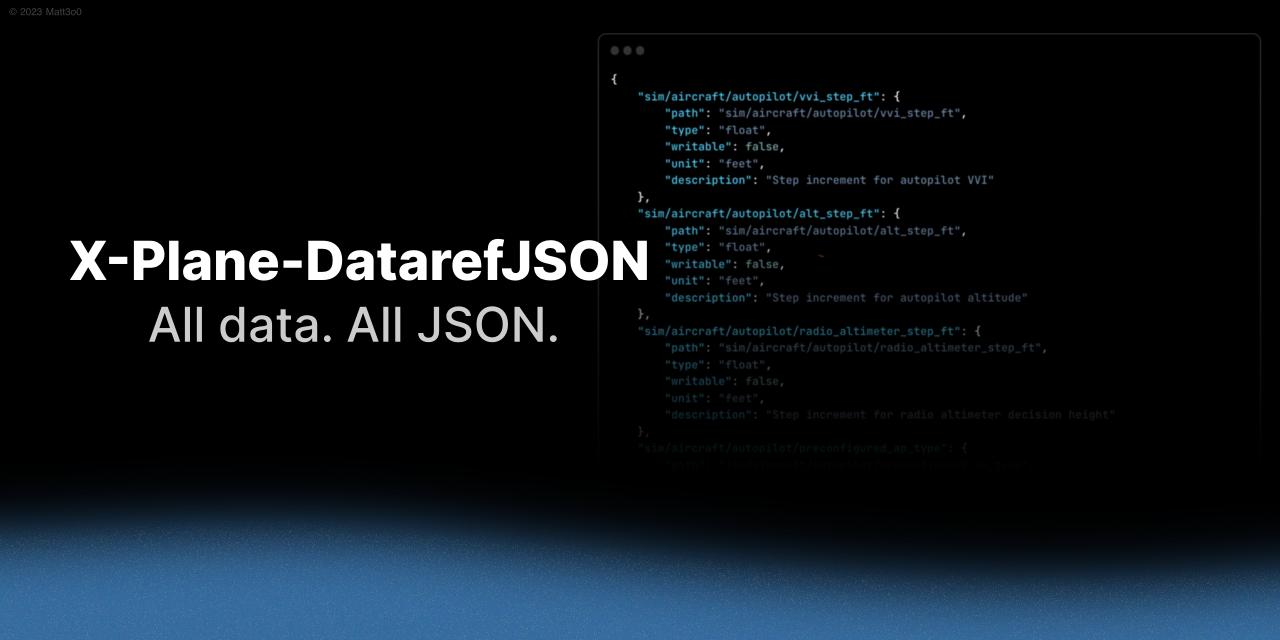 © 2023 Matt3o0
X-Plane-DatarefJSON
All data. All JSON.
{
"sim/aircraft/autopilot/vvi_step_ft": {
"path": "sim/aircraft/autopilot/vvi_step_ft",
"type": "float",
"writable": false,
"unit": "feet",
"description": "Step increment for autopilot VVI"
},
"sim/aircraft/autopilot/alt_step_ft": {
"path": "sim/aircraft/autopilot/alt_step_ft",
"type": "float",
"writable": false,
"unit": "feet",
"description": "Step increment for autopilot altitude"
},
"sim/aircraft/autopilot/radio_altimeter_step_ft": {
"path": "sim/aircraft/autopilot/radio_altimeter_step_ft",
"type": "float",
"writable": false,
"unit": "feet",
"description": "Step increment for radio altimeter decision height"
},
"sim/aircraft/autopilot/preconfigured_ap_type": {